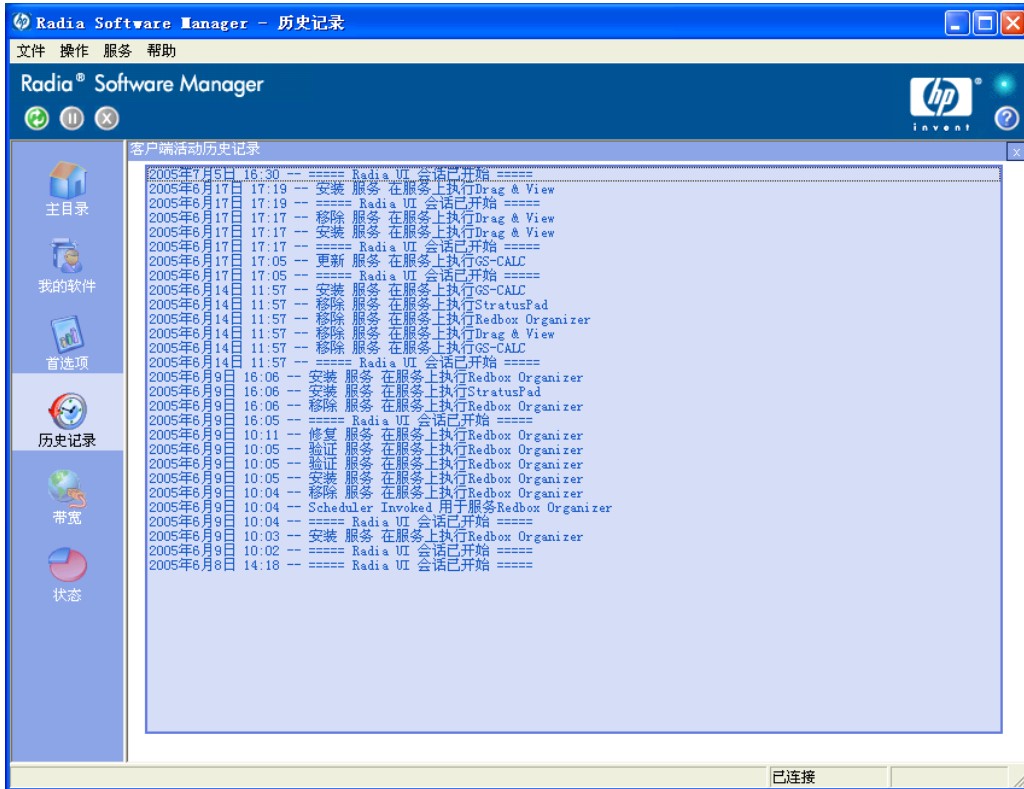 Radia Software Manager - 历史记录
文件 操作 服务 帮助
Radia® Software Manager
hp®
invent
客户端活动历史记录
主目录
我的软件
首选项
历史记录
带宽
状态
2005年7月5日 16:30 -- ===== Radia UI 会话已开始 =====
2005年6月17日 17:19 -- 安装 服务 在服务上执行Drag & View
2005年6月17日 17:19 -- ===== Radia UI 会话已开始 =====
2005年6月17日 17:17 -- 移除 服务 在服务上执行Drag & View
2005年6月17日 17:17 -- 安装 服务 在服务上执行Drag & View
2005年6月17日 17:17 -- ===== Radia UI 会话已开始 =====
2005年6月17日 17:05 -- 更新 服务 在服务上执行GS-CALC
2005年6月17日 17:05 -- ===== Radia UI 会话已开始 =====
2005年6月14日 11:57 -- 安装 服务 在服务上执行GS-CALC
2005年6月14日 11:57 -- 移除 服务 在服务上执行StratusPad
2005年6月14日 11:57 -- 移除 服务 在服务上执行Redbox Organizer
2005年6月14日 11:57 -- 移除 服务 在服务上执行Drag & View
2005年6月14日 11:57 -- 移除 服务 在服务上执行GS-CALC
2005年6月14日 11:57 -- ===== Radia UI 会话已开始 =====
2005年6月9日 16:06 -- 安装 服务 在服务上执行Redbox Organizer
2005年6月9日 16:06 -- 安装 服务 在服务上执行StratusPad
2005年6月9日 16:06 -- 移除 服务 在服务上执行Redbox Organizer
2005年6月9日 16:05 -- ===== Radia UI 会话已开始 =====
2005年6月9日 10:11 -- 修复 服务 在服务上执行Redbox Organizer
2005年6月9日 10:05 -- 验证 服务 在服务上执行Redbox Organizer
2005年6月9日 10:05 -- 验证 服务 在服务上执行Redbox Organizer
2005年6月9日 10:05 -- 安装 服务 在服务上执行Redbox Organizer
2005年6月9日 10:04 -- 移除 服务 在服务上执行Redbox Organizer
2005年6月9日 10:04 -- Scheduler Invoked 用于服务Redbox Organizer
2005年6月9日 10:04 -- ===== Radia UI 会话已开始 =====
2005年6月9日 10:03 -- 安装 服务 在服务上执行Redbox Organizer
2005年6月9日 10:02 -- ===== Radia UI 会话已开始 =====
2005年6月8日 14:18 -- ===== Radia UI 会话已开始 =====
已连接